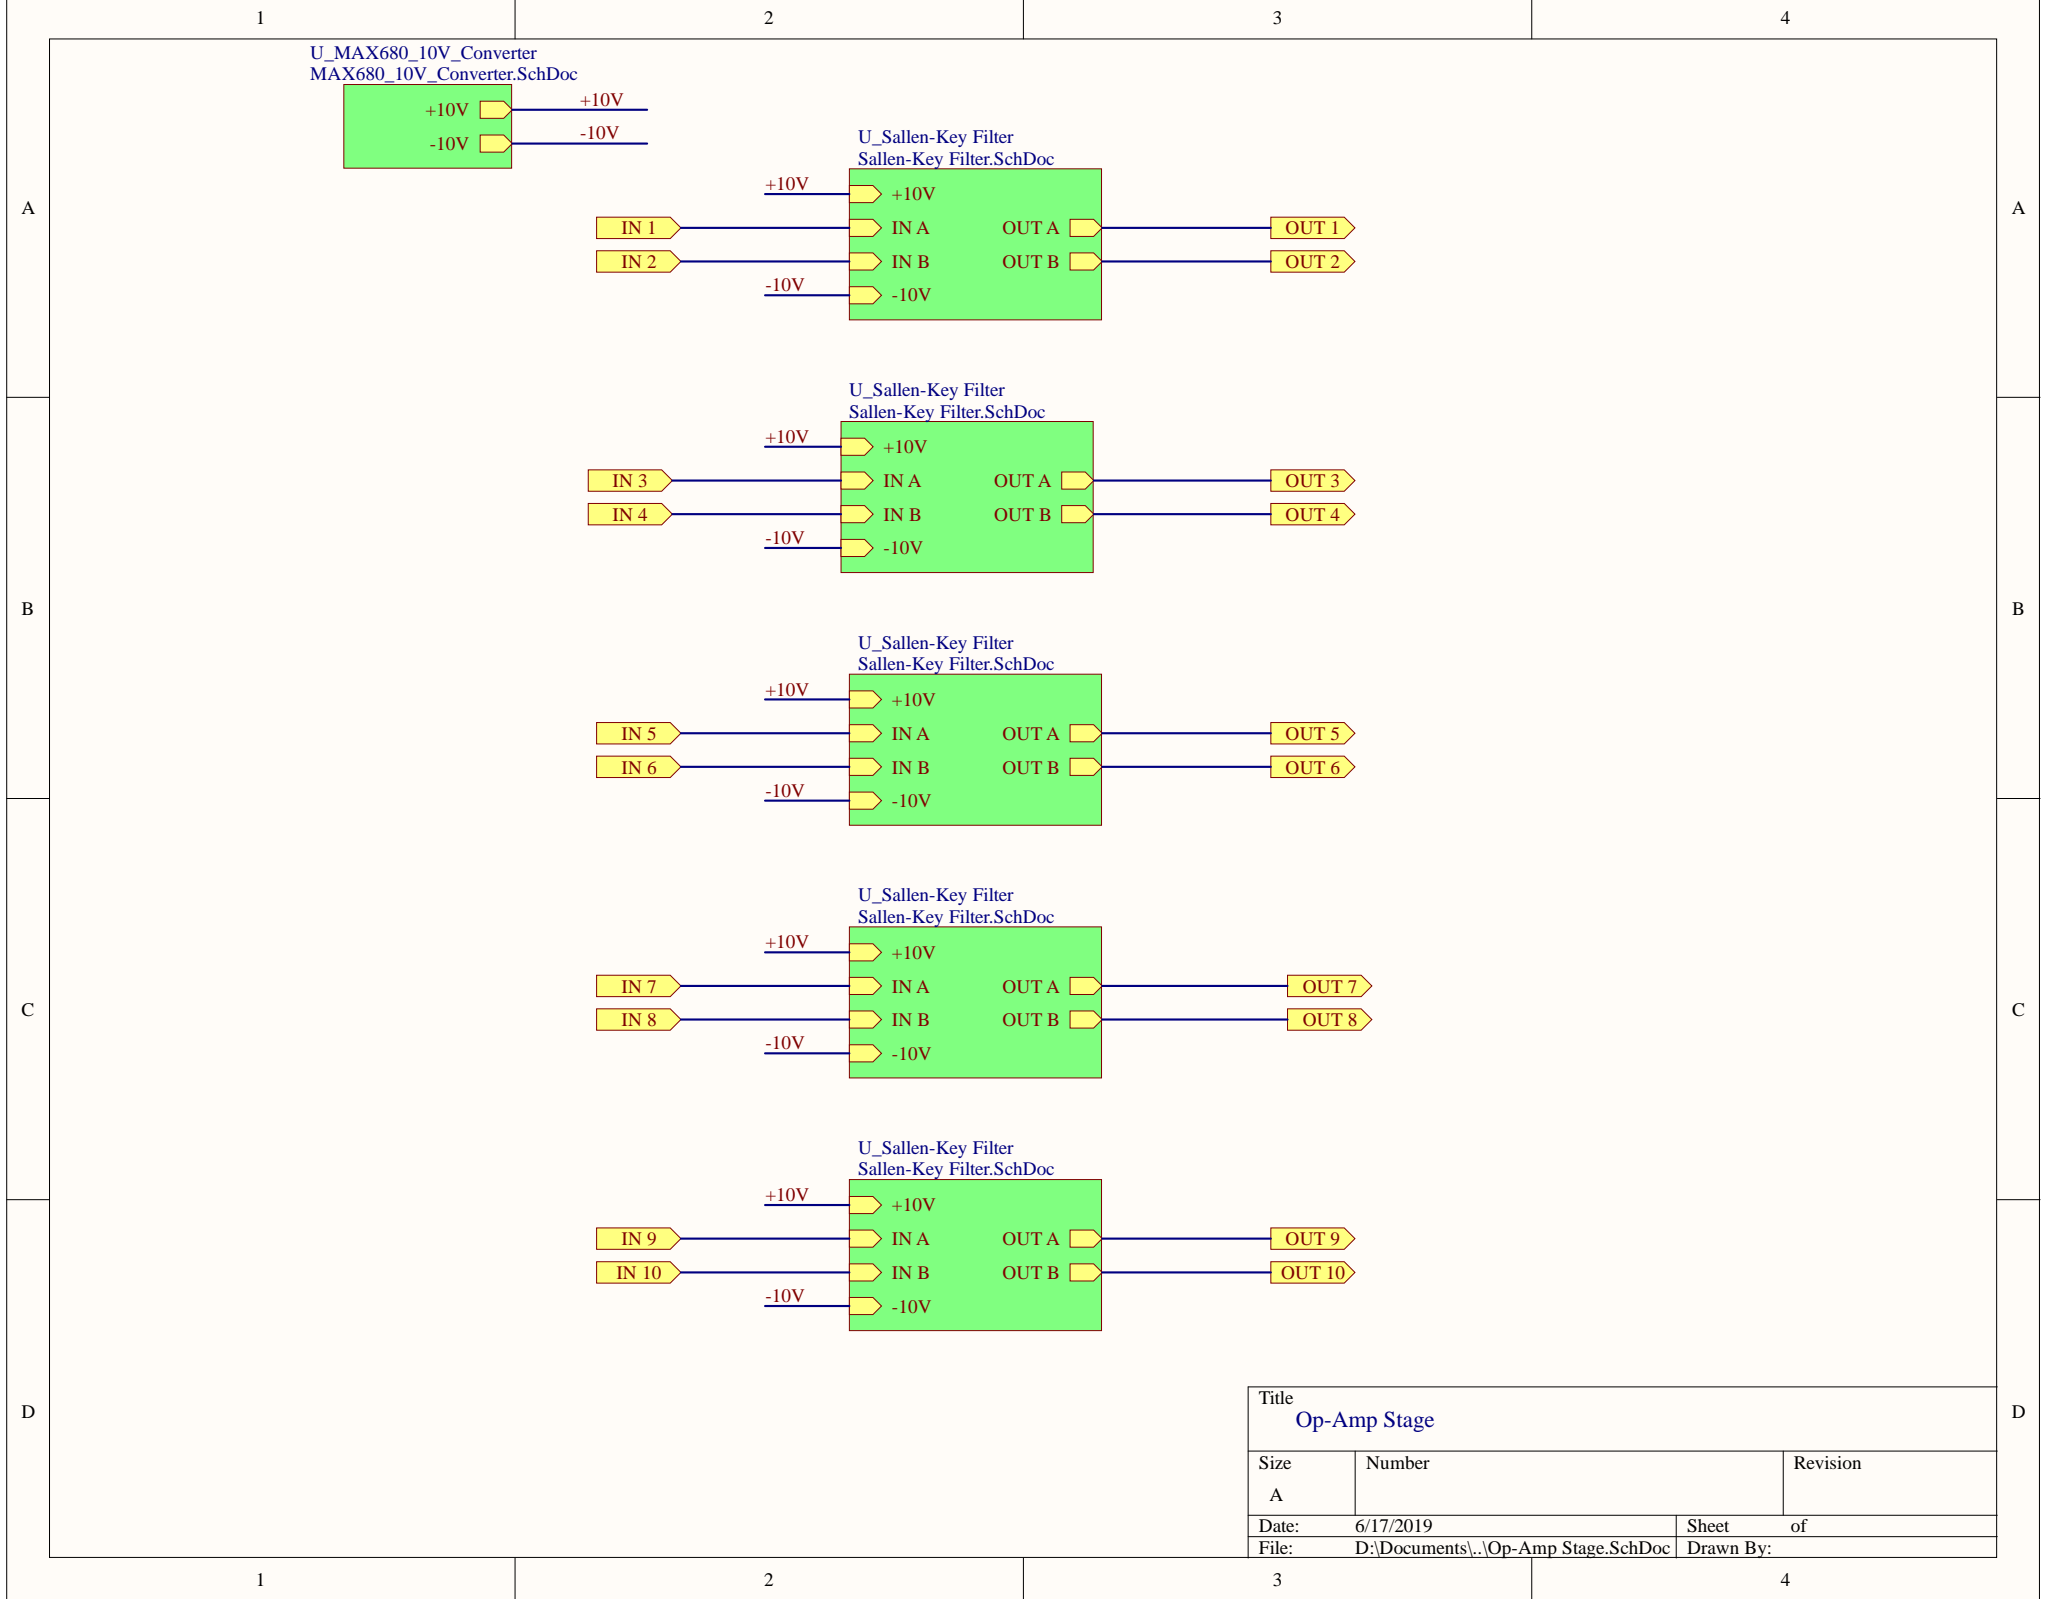 1 2 3 4
U_MAX680_10V_Converter
MAX680_10V_Converter.SchDoc
+10V +10V
-10V -10V
U_Sallen-Key Filter
Sallen-Key Filter.SchDoc
+10V +10V
A A
IN 1 IN A OUT A OUT 1
IN 2 IN B OUT B OUT 2
-10V -10V
U_Sallen-Key Filter
Sallen-Key Filter.SchDoc
+10V +10V
IN 3 IN A OUT A OUT 3
IN 4 IN B OUT B OUT 4
-10V -10V
B B
U_Sallen-Key Filter
Sallen-Key Filter.SchDoc
+10V +10V
IN 5 IN A OUT A OUT 5
IN 6 IN B OUT B OUT 6
-10V -10V
U_Sallen-Key Filter
Sallen-Key Filter.SchDoc
+10V +10V
IN 7 IN A OUT A OUT 7
C C
IN 8 IN B OUT B OUT 8
-10V -10V
U_Sallen-Key Filter
Sallen-Key Filter.SchDoc
+10V +10V
IN 9 IN A OUT A OUT 9
IN 10 IN B OUT B OUT 10
-10V -10V
Title
D D
Op-Amp Stage
Size Number Revision
A
Date: 6/17/2019 Sheet of
File: D:\Documents\..\Op-Amp Stage.SchDoc Drawn By:
1 2 3 4